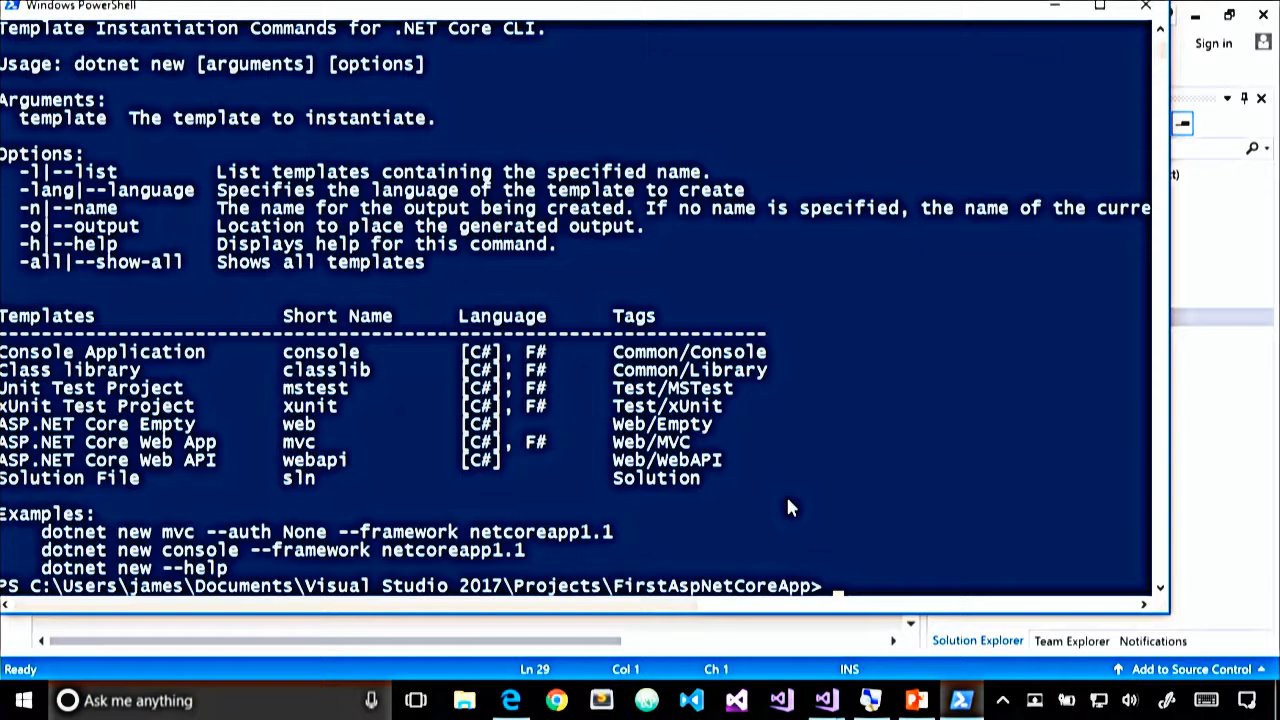 Windows PowerShell
Template Instantiation Commands for .NET Core CLI.
Usage: dotnet new [arguments] [options]
Arguments:
template The template to instantiate.
Options:
-l|--list List templates containing the specified name.
-lang|--language Specifies the language of the template to create
-n|--name The name for the output being created. If no name is specified, the name of the curre
-o|--output Location to place the generated output.
-h|--help Displays help for this command.
-all|--show-all Shows all templates
Templates Short Name Language Tags
--------------------------------------------------------------------------------
Console Application console [C#], F# Common/Console
Class library classlib [C#], F# Common/Library
Unit Test Project mstest [C#], F# Test/MSTest
xUnit Test Project xunit [C#], F# Test/xUnit
ASP.NET Core Empty web [C#] Web/Empty
ASP.NET Core Web App mvc [C#], F# Web/MVC
ASP.NET Core Web API webapi [C#] Web/WebAPI
Solution File sln Solution
Examples:
dotnet new mvc --auth None --framework netcoreapp1.1
dotnet new console --framework netcoreapp1.1
dotnet new --help
PS C:\Users\james\Documents\Visual Studio 2017\Projects\FirstAspNetCoreApp>
Sign in
t)
Solution Explorer Team Explorer Notifications
Ready Ln 29 Col 1 Ch 1 INS Add to Source Control
Ask me anything